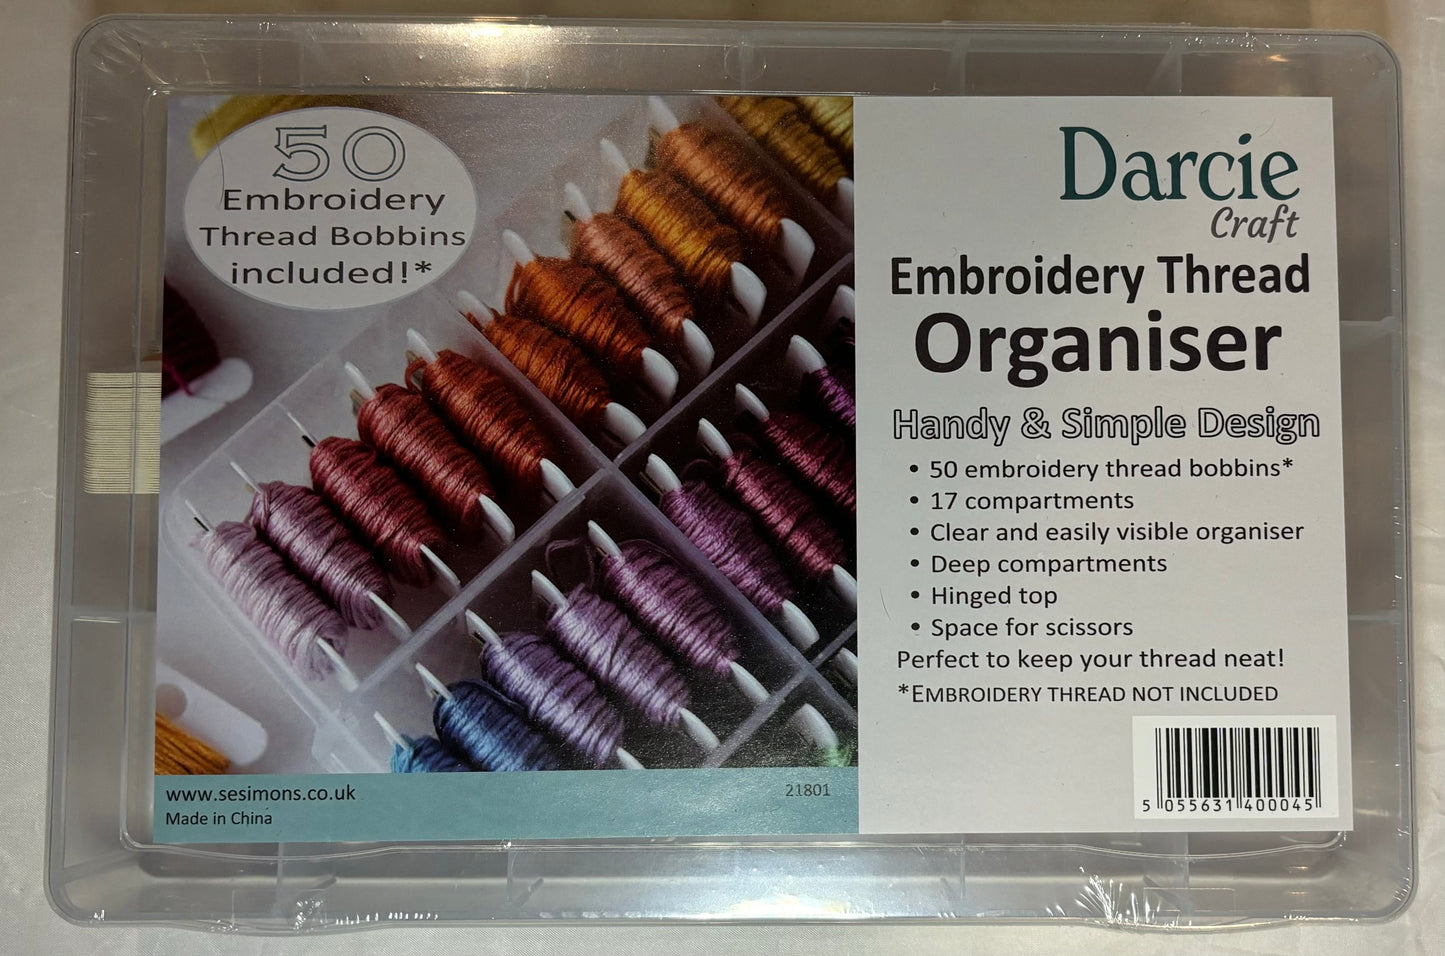 50
Embroidery
Thread Bobbins
included!*
Darcie
Craft
Embroidery Thread
Organiser
Handy & Simple Design
• 50 embroidery thread bobbins*
• 17 compartments
• Clear and easily visible organiser
• Deep compartments
• Hinged top
• Space for scissors
Perfect to keep your thread neat!
*EMBROIDERY THREAD NOT INCLUDED
www.sesimons.co.uk
Made in China
21801
5 055631 400045